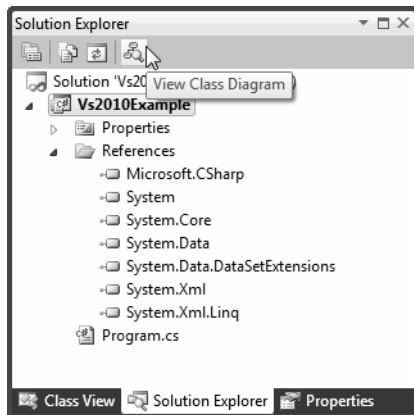 Solution Explorer
View Class Diagram
Solution 'Vs20
)
Vs2010Example
Properties
References
Microsoft.CSharp
System
System.Core
System.Data
System.Data.DataSetExtensions
System.Xml
System.Xml.Linq
Program.cs
Class View Solution Explorer Properties